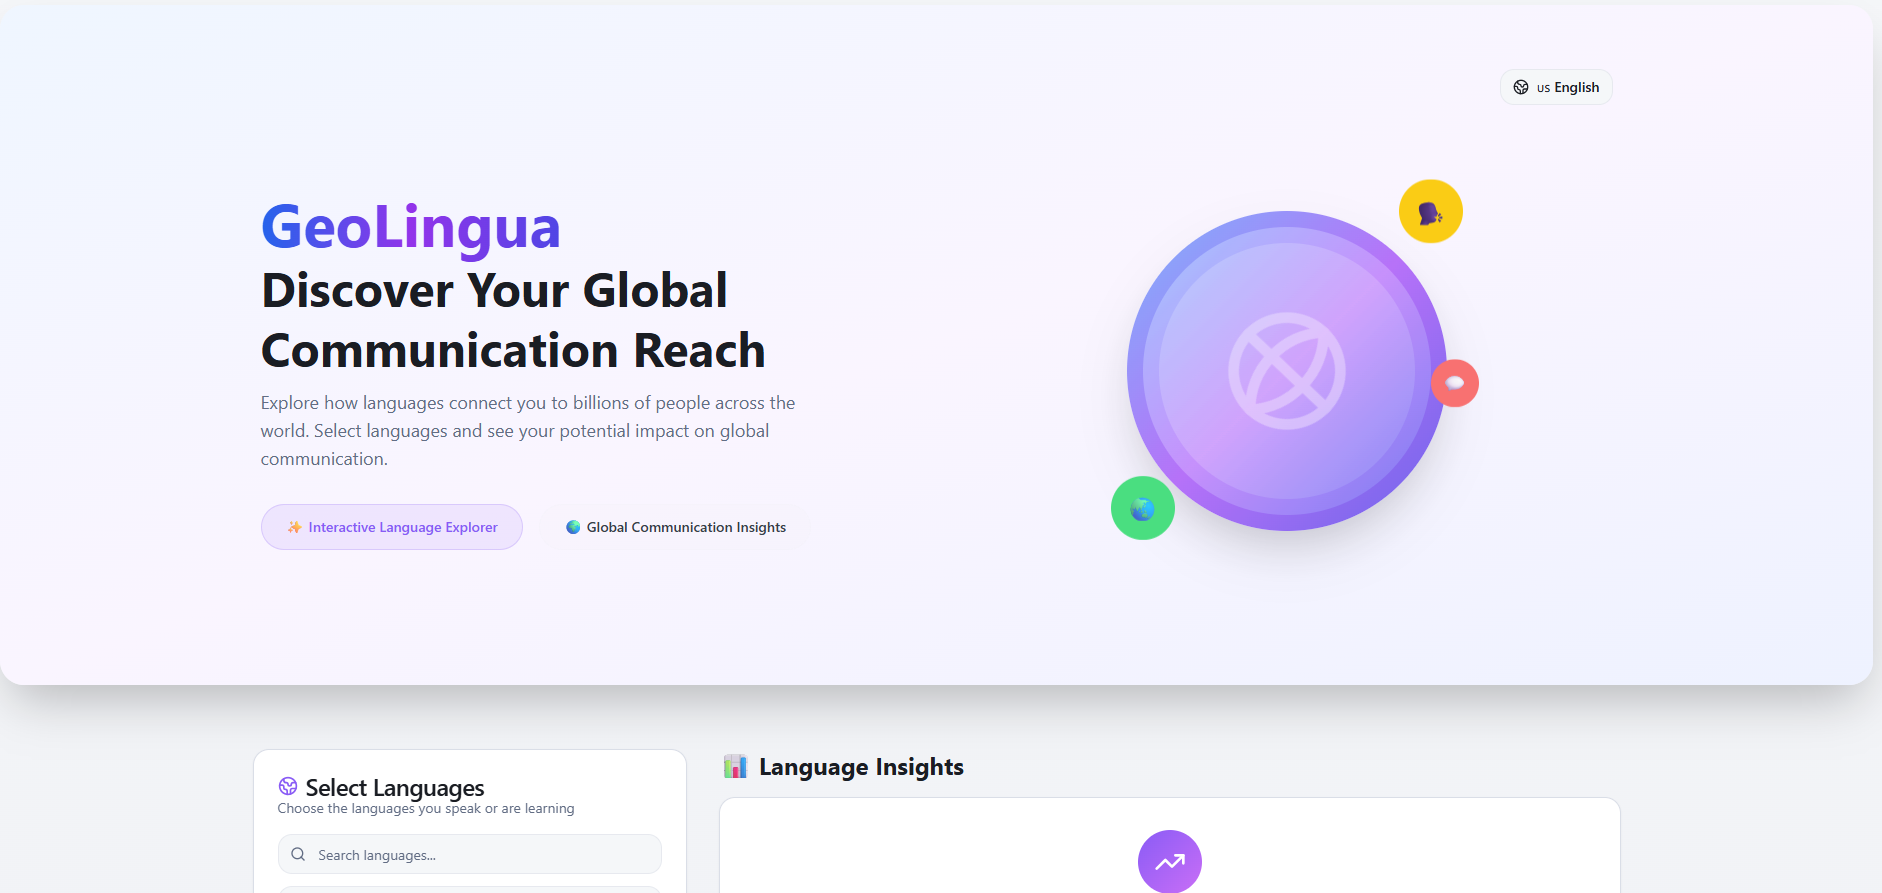 us English
GeoLingua
Discover Your Global
Communication Reach
Explore how languages connect you to billions of people across the
world. Select languages and see your potential impact on global
communication.
Interactive Language Explorer
Global Communication Insights
Select Languages
Choose the languages you speak or are learning
Search languages...
Language Insights